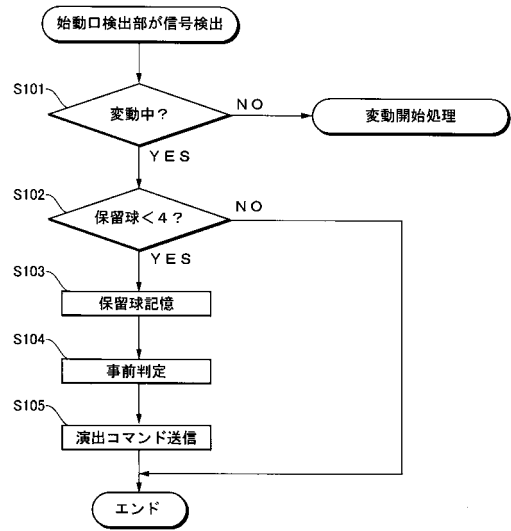 始動口検出部が信号検出
S101
変動中？
NO
変動開始処理
YES
S102
保留球＜４？
NO
YES
S103
保留球記憶
S104
事前判定
S105
演出コマンド送信
エンド